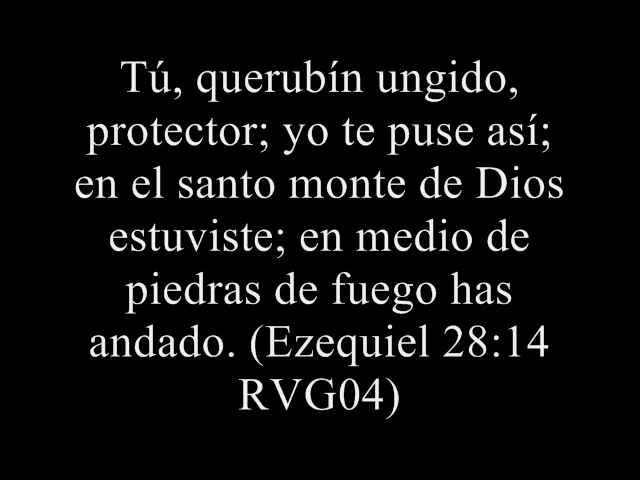 Tú, querubín ungido,
protector; yo te puse así;
en el santo monte de Dios
estuviste; en medio de
piedras de fuego has
andado. (Ezequiel 28:14
RVG04)